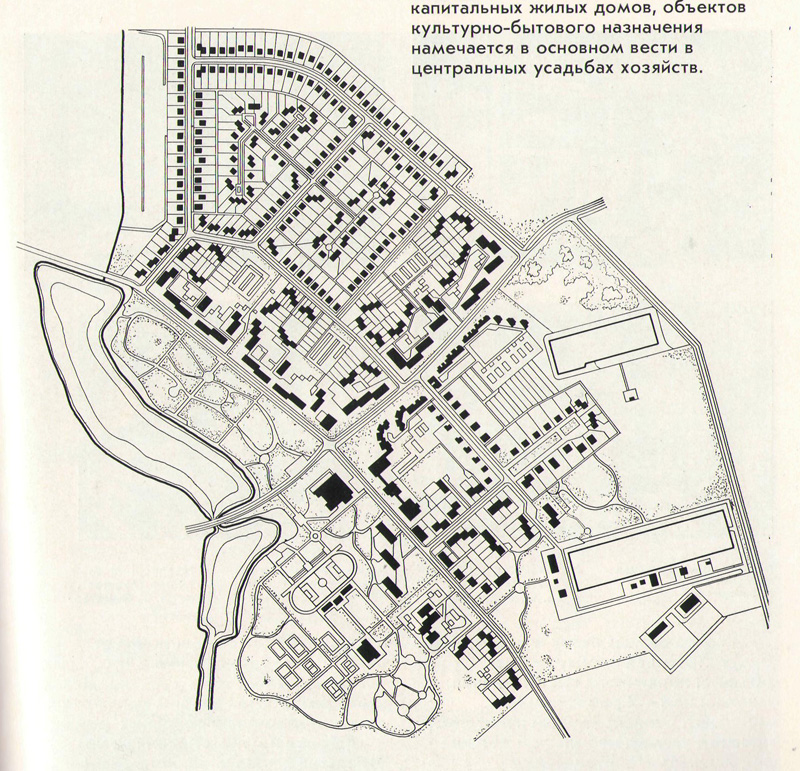 капитальных жилых домов, объектов
культурно-бытового назначения
намечается в основном вести в
центральных усадьбах хозяйств.